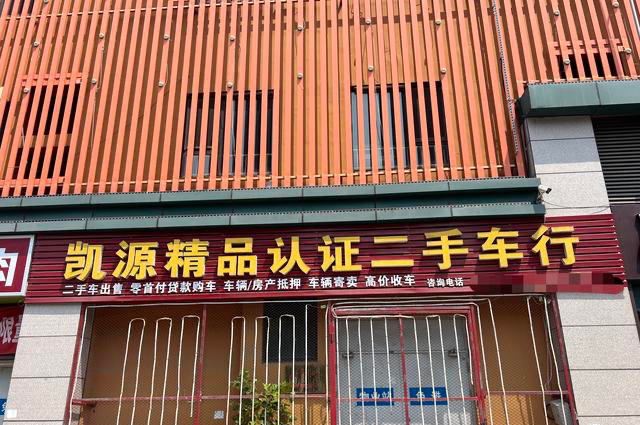 凯源精品认证二手车行
二手车出售 零首付贷款购车 车辆/房产抵押 车辆寄卖 高价收车 咨询电话
肉